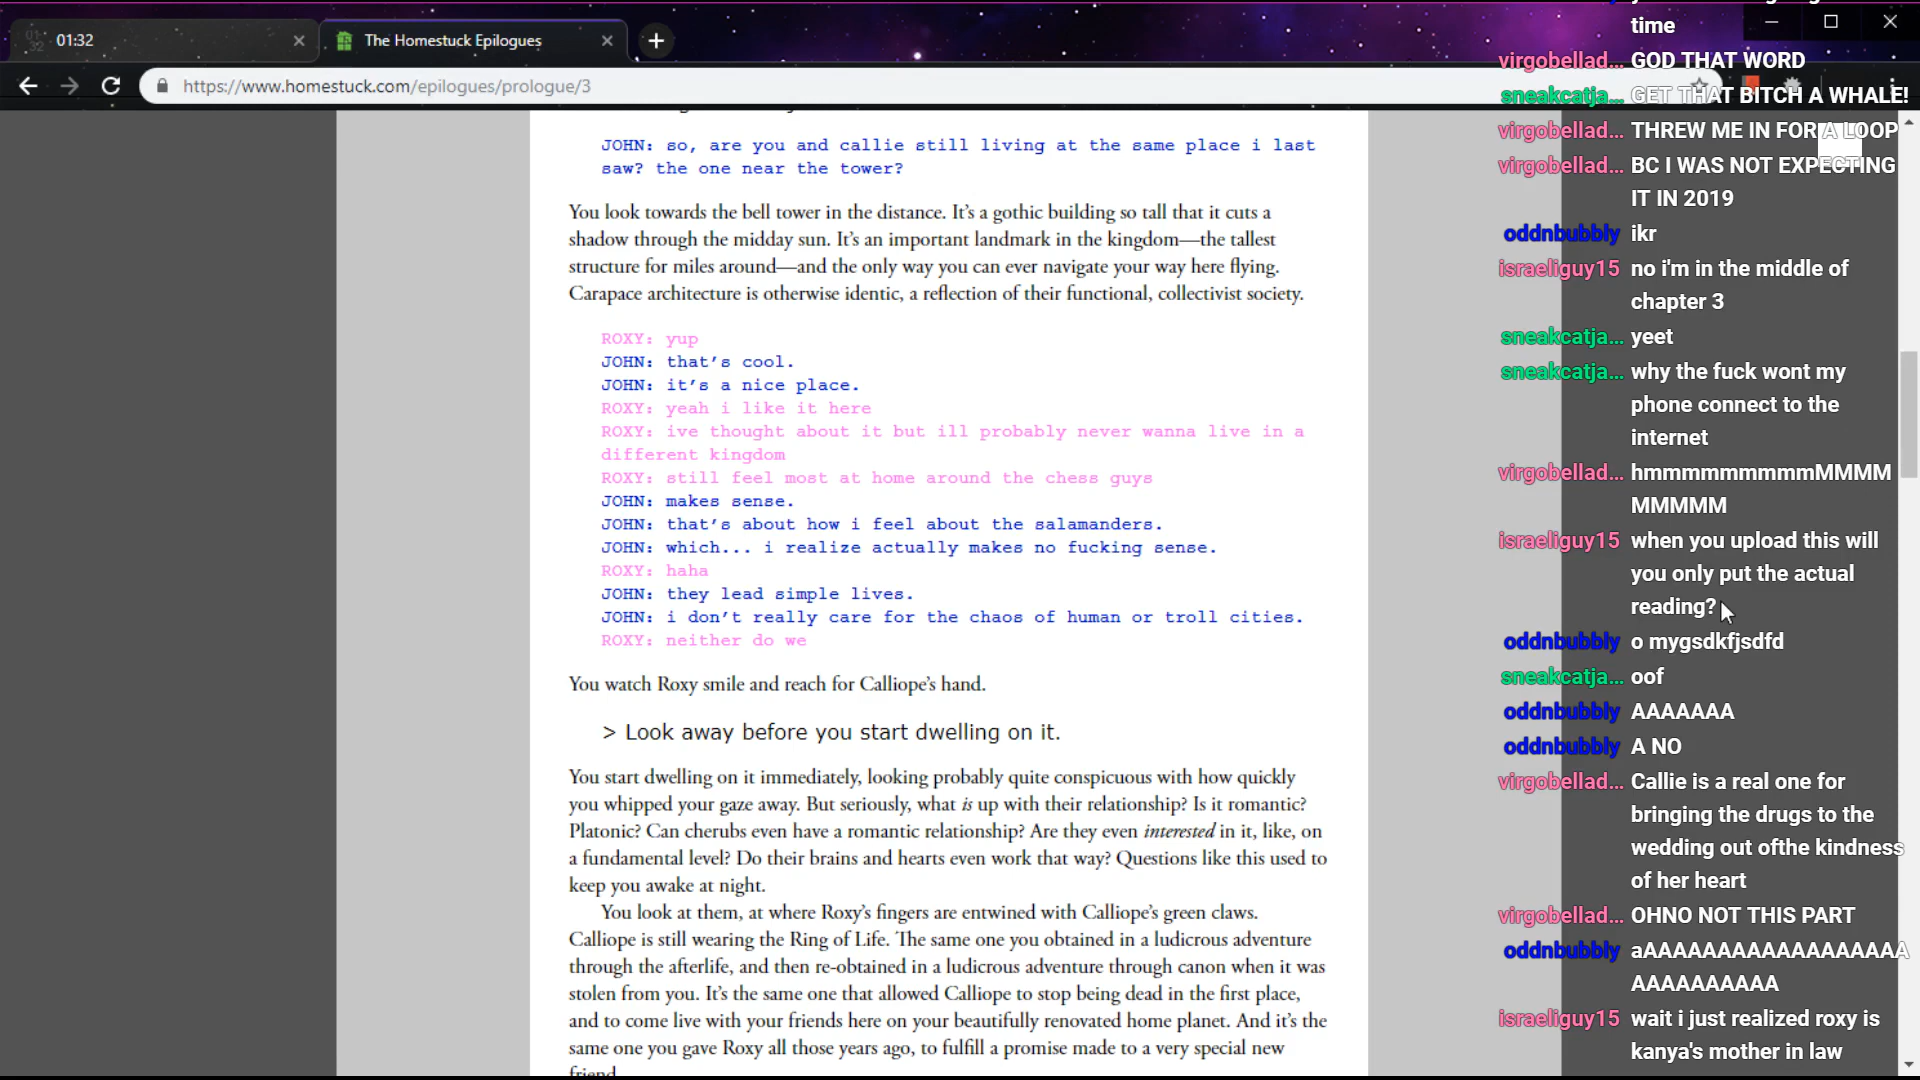 01:32
The Homestuck Epilogues
https://www.homestuck.com/epilogues/prologue/3
JOHN: so, are you and callie still living at the same place i last
saw? the one near the tower?
You look towards the bell tower in the distance. It's a gothic building so tall that it cuts a
shadow through the midday sun. It's an important landmark in the kingdom—the tallest
structure for miles around—and the only way you can ever navigate your way here flying.
Carapace architecture is otherwise identic, a reflection of their functional, collectivist society.
ROXY: yup
JOHN: that's cool.
JOHN: it's a nice place.
ROXY: yeah i like it here
ROXY: ive thought about it but ill probably never wanna live in a
different kingdom
ROXY: still feel most at home around the chess guys
JOHN: makes sense.
JOHN: that's about how i feel about the salamanders.
JOHN: which... i realize actually makes no fucking sense.
ROXY: haha
JOHN: they lead simple lives.
JOHN: i don't really care for the chaos of human or troll cities.
ROXY: neither do we
You watch Roxy smile and reach for Calliope's hand.
> Look away before you start dwelling on it.
You start dwelling on it immediately, looking probably quite conspicuous with how quickly
you whipped your gaze away. But seriously, what is up with their relationship? Is it romantic?
Platonic? Can cherubs even have a romantic relationship? Are they even interested in it, like, on
a fundamental level? Do their brains and hearts even work that way? Questions like this used to
keep you awake at night.
You look at them, at where Roxy's fingers are entwined with Calliope's green claws.
Calliope is still wearing the Ring of Life. The same one you obtained in a ludicrous adventure
through the afterlife, and then re-obtained in a ludicrous adventure through canon when it was
stolen from you. It's the same one that allowed Calliope to stop being dead in the first place,
and to come live with your friends here on your beautifully renovated home planet. And it's the
same one you gave Roxy all those years ago, to fulfill a promise made to a very special new
friend.
time
virgobellad... GOD THAT WORD
sneakcatja... GET THAT BITCH A WHALE!
virgobellad... THREW ME IN FOR A LOOP
virgobellad... BC I WAS NOT EXPECTING
IT IN 2019
oddnbubbly ikr
israeliguy15 no i'm in the middle of
chapter 3
sneakcatja... yeet
sneakcatja... why the fuck wont my
phone connect to the
internet
virgobellad... hmmmmmmmmMMMM
MMMMM
israeliguy15 when you upload this will
you only put the actual
reading?
oddnbubbly o mygsdkfjsdfd
sneakcatja... oof
oddnbubbly AAAAAAA
oddnbubbly A NO
virgobellad... Callie is a real one for
bringing the drugs to the
wedding out ofthe kindness
of her heart
virgobellad... OHNO NOT THIS PART
oddnbubbly aAAAAAAAAAAAAAAAAAA
AAAAAAAAAA
israeliguy15 wait i just realized roxy is
kanya's mother in law